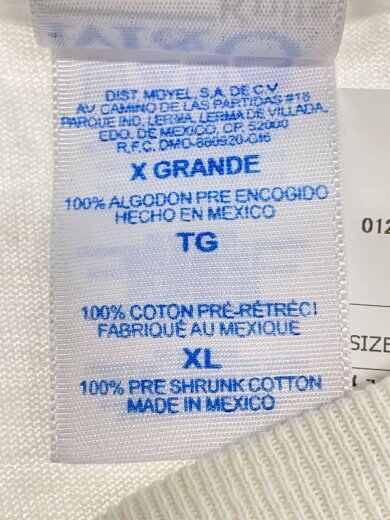 DIST. MOYEL S.A. DE C.V.
AV CAMINO DE LAS PARTIDAS #18
PARQUE IND. LERMA, LERMA DE VILLADA,
EDO. DE MEXICO, CP. 52000
R.F.C. DMO-880926-GI6
X GRANDE
100% ALGODON PRE ENCOGIDO
HECHO EN MEXICO
TG
100% COTON PRÉ-RÉTRÉCI
FABRIQUÉ AU MEXIQUE
XL
100% PRE SHRUNK COTTON
MADE IN MEXICO
012
SIZE